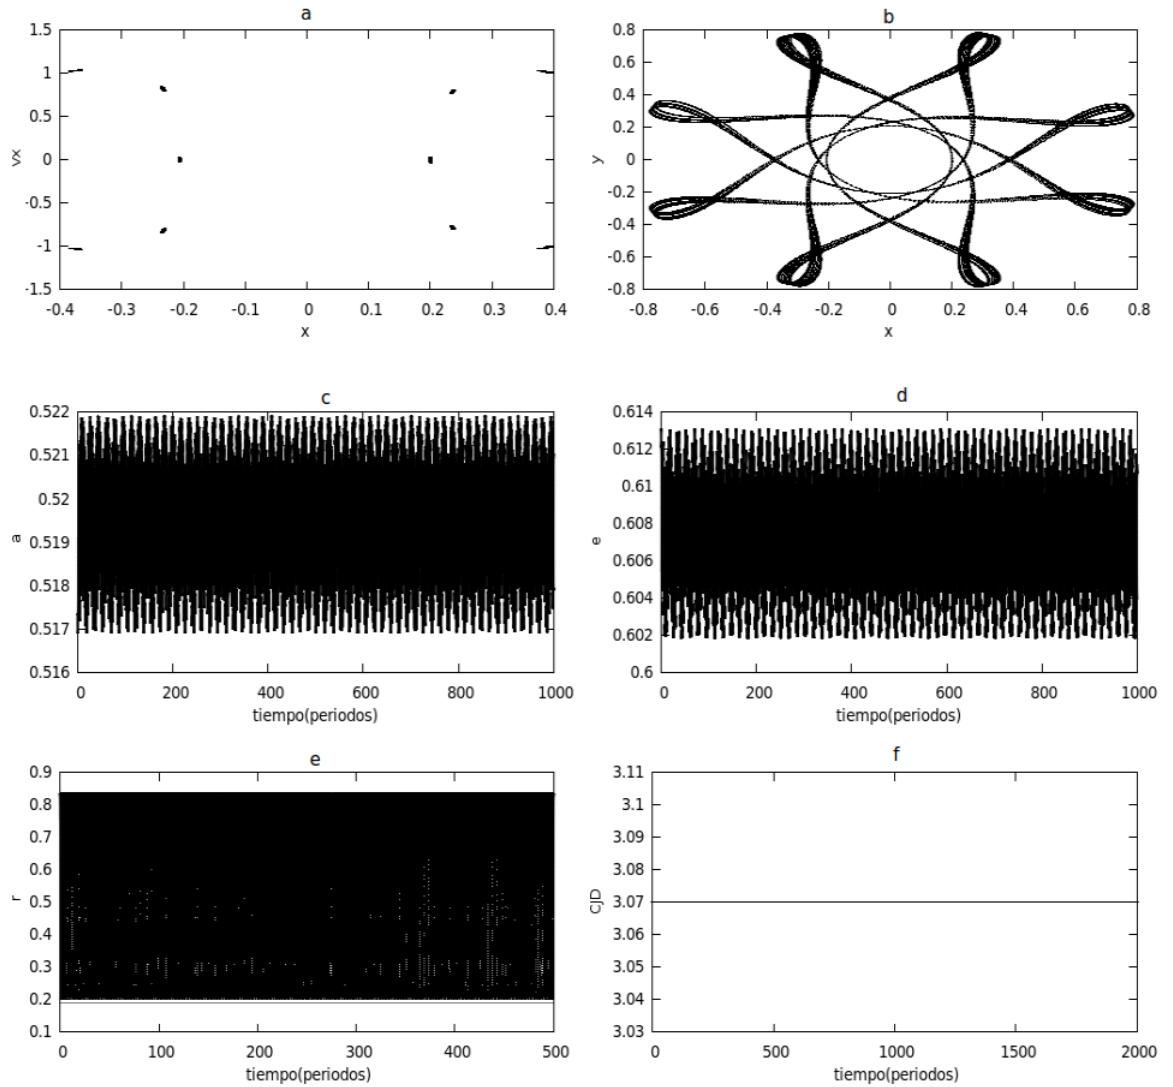 a
1.5
1
0.5
0
-0.5
-1
-1.5
vx
-0.4 -0.3 -0.2 -0.1 0 0.1 0.2 0.3 0.4
x
b
0.8
0.6
0.4
0.2
0
-0.2
-0.4
-0.6
-0.8
y
-0.8 -0.6 -0.4 -0.2 0 0.2 0.4 0.6 0.8
x
c
0.522
0.521
0.52
0.519
0.518
0.517
0.516
a
0 200 400 600 800 1000
tiempo(periodos)
d
0.614
0.612
0.61
0.608
0.606
0.604
0.602
0.6
e
0 200 400 600 800 1000
tiempo(periodos)
e
0.9
0.8
0.7
0.6
0.5
0.4
0.3
0.2
0.1
r
0 100 200 300 400 500
tiempo(periodos)
f
3.11
3.1
3.09
3.08
3.07
3.06
3.05
3.04
3.03
CJD
0 500 1000 1500 2000
tiempo(periodos)